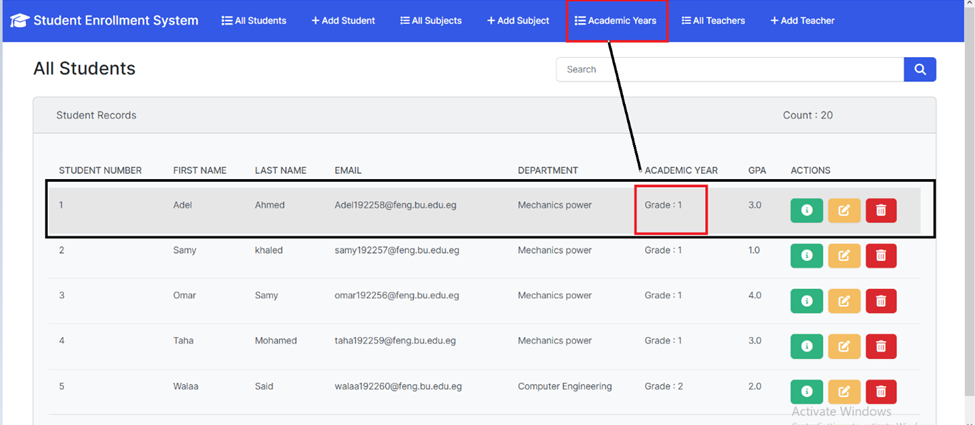 Student Enrollment System All Students + Add Student All Subjects + Add Subject Academic Years All Teachers + Add Teacher
All Students
Search
Student Records Count : 20
STUDENT NUMBER FIRST NAME LAST NAME EMAIL DEPARTMENT ACADEMIC YEAR GPA ACTIONS
1 Adel Ahmed Adel192258@feng.bu.edu.eg Mechanics power Grade : 1 3.0
2 Samy khaled samy192257@feng.bu.edu.eg Mechanics power Grade : 1 1.0
3 Omar Samy omar192256@feng.bu.edu.eg Mechanics power Grade : 1 4.0
4 Taha Mohamed taha192259@feng.bu.edu.eg Mechanics power Grade : 1 3.0
5 Walaa Said walaa192260@feng.bu.edu.eg Computer Engineering Grade : 2 2.0
Activate Windows